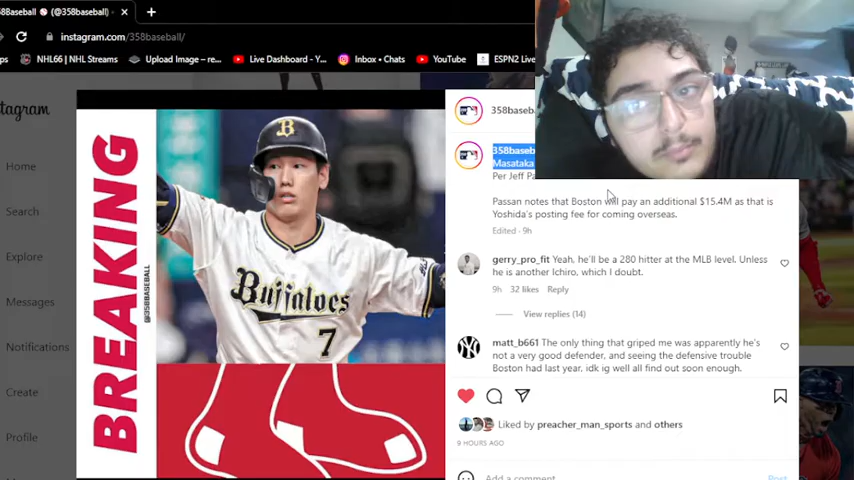 58Baseball (@358baseball)
instagram.com/358baseball/
NHL66 | NHL Streams
Upload Image -...
Live Dashboard - Y...
Inbox • Chats
YouTube
ESPN2 Onl
stagram
Home
Search
Explore
Messages
Notifications
Create
Profile
BREAKING
@358BASEBALL
B
Buffaloes
7
358baseb
358baseb
Masataka
Per Jeff Pa
Passan notes that Boston will pay an additional $15.4M as that is
Yoshida's posting fee for coming overseas.
Edited · 9h
gerry_pro_fit Yeah, he'll be a 280 hitter at the MLB level. Unless
he is another Ichiro, which I doubt.
9h 32 likes Reply
View replies (14)
matt_b661 The only thing that griped me was apparently he's
not a very good defender, and seeing the defensive trouble
Boston had last year. idk ig well all find out soon enough.
Liked by preacher_man_sports and others
9 HOURS AGO
Add a comment...
Post